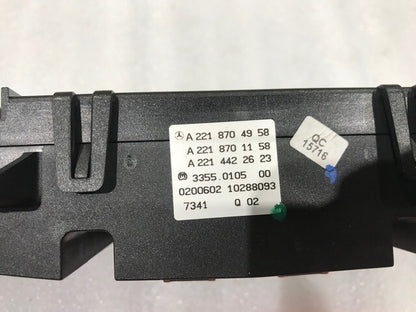 A 221 870 49 58
A 221 870 11 58
A 221 442 26 23
3355.0105 00
0200602 10288093
7341 Q 02
QC
15716